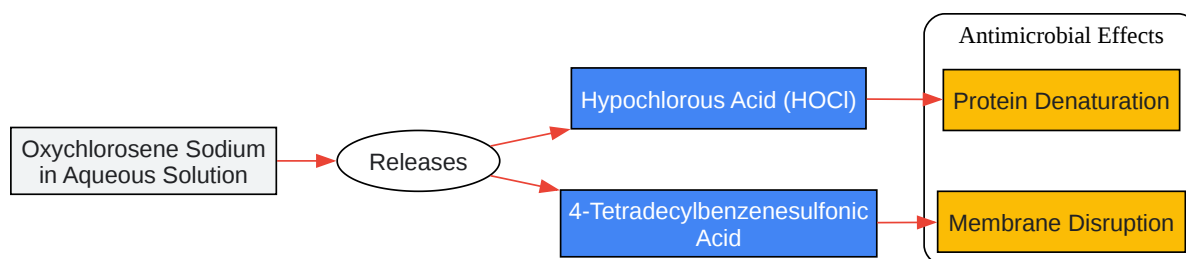 Oxychlorosene Sodium
in Aqueous Solution
Releases
Hypochlorous Acid (HOCl)
4-Tetradecylbenzenesulfonic
Acid
Antimicrobial Effects
Protein Denaturation
Membrane Disruption